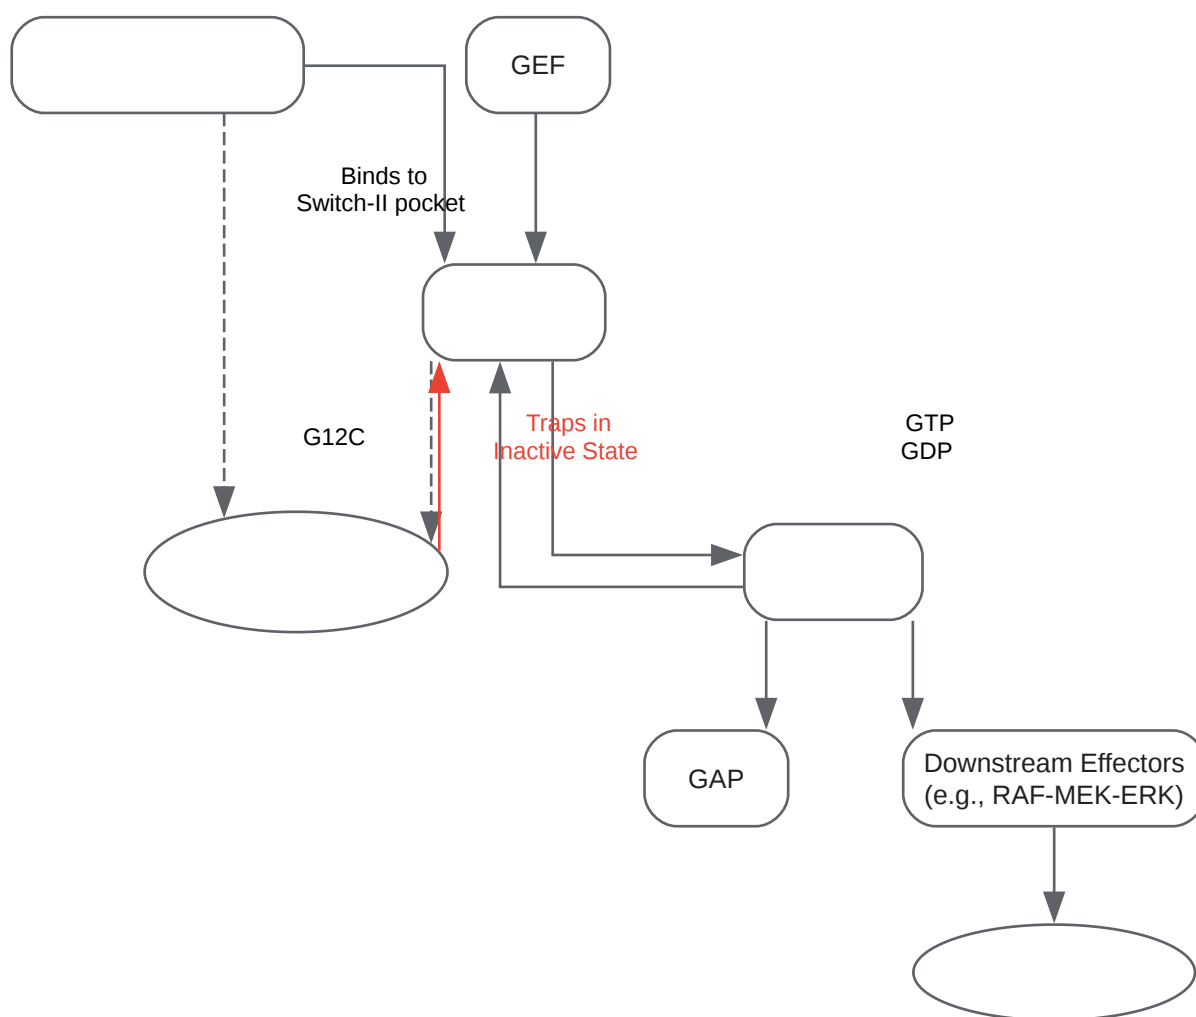 GEF
Binds to
Switch-II pocket
G12C
Traps in
Inactive State
GTP
GDP
GAP
Downstream Effectors
(e.g., RAF-MEK-ERK)